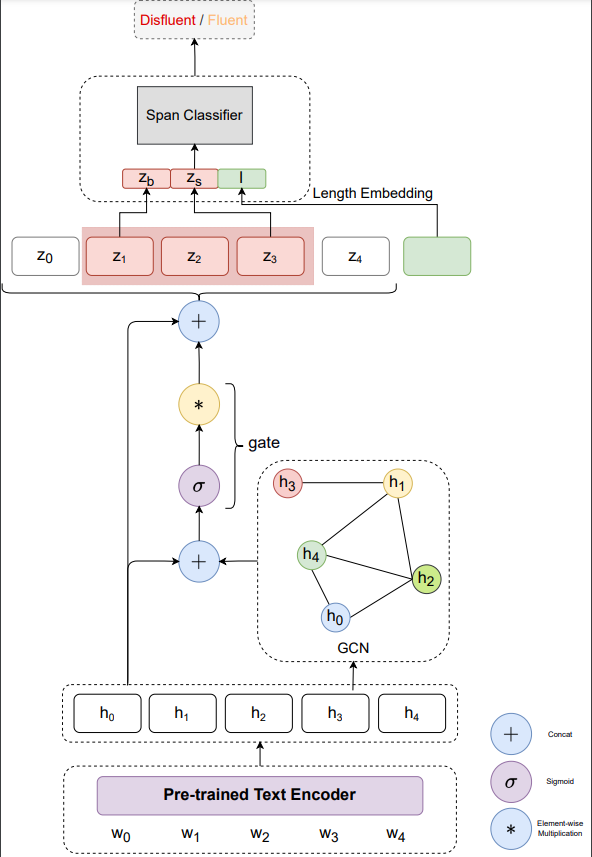 Disfluent / Fluent
Span Classifier
z_b z_s l
Length Embedding
z_0 z_1 z_2 z_3 z_4
+
*
gate
σ
h_3 h_1
h_4
+
h_2
h_0
GCN
h_0 h_1 h_2 h_3 h_4
+ Concat
Pre-trained Text Encoder
σ Sigmoid
* Element-wise
Multiplication
w_0 w_1 w_2 w_3 w_4